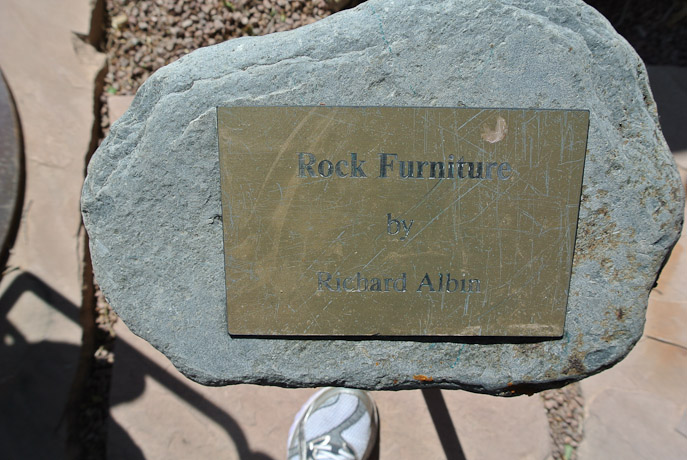 Rock Furniture
by
Richard Albin